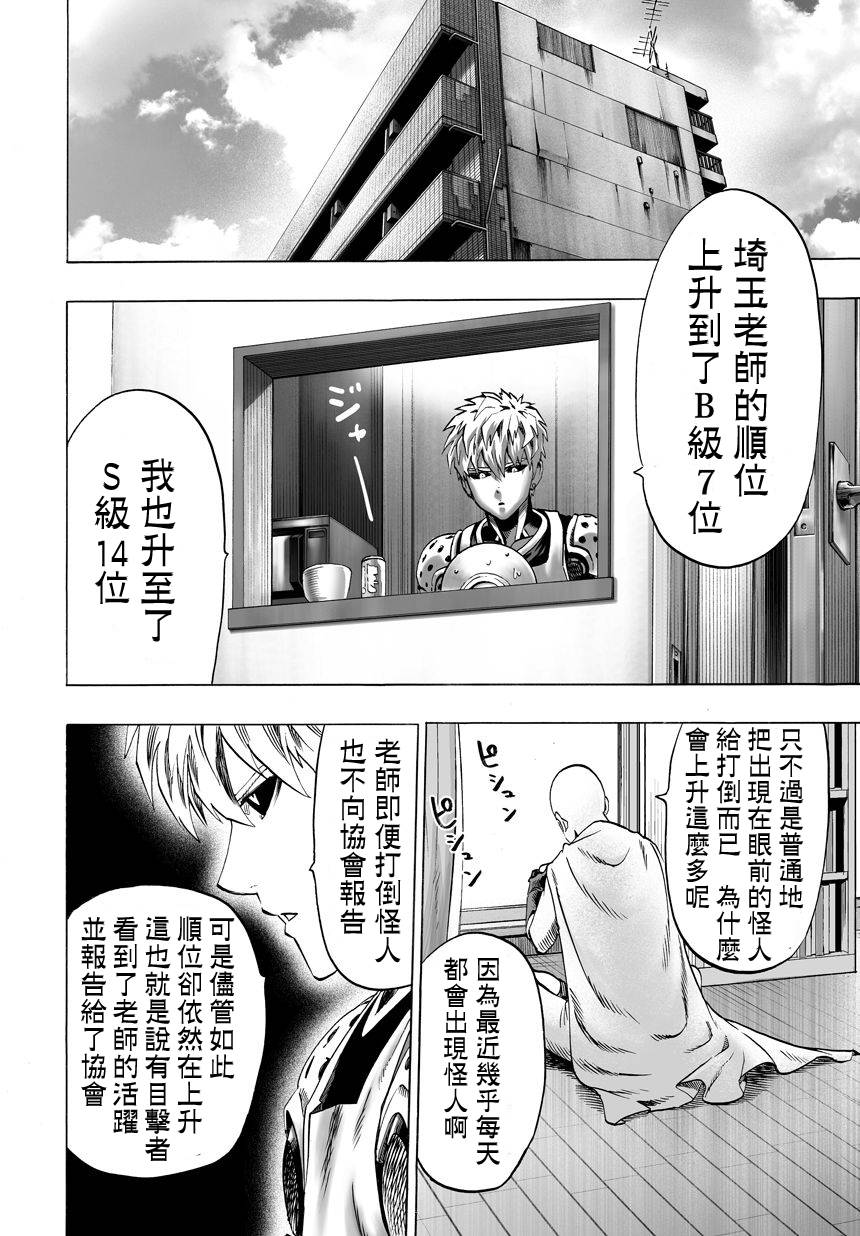 埼玉老師的順位
上升到了B級7位
ジャー
我也升至了
S級14位
只不過是普通地
把出現在眼前的怪人
給打倒而已 為什麼
會上升這麼多呢
ピシュン
ピシュン
因為最近幾乎每天
都會出現怪人啊
老師即便打倒怪人
也不向協會報告
可是儘管如此
順位卻依然在上升
這也就是說有目擊者
看到了老師的活躍
並報告給了協會